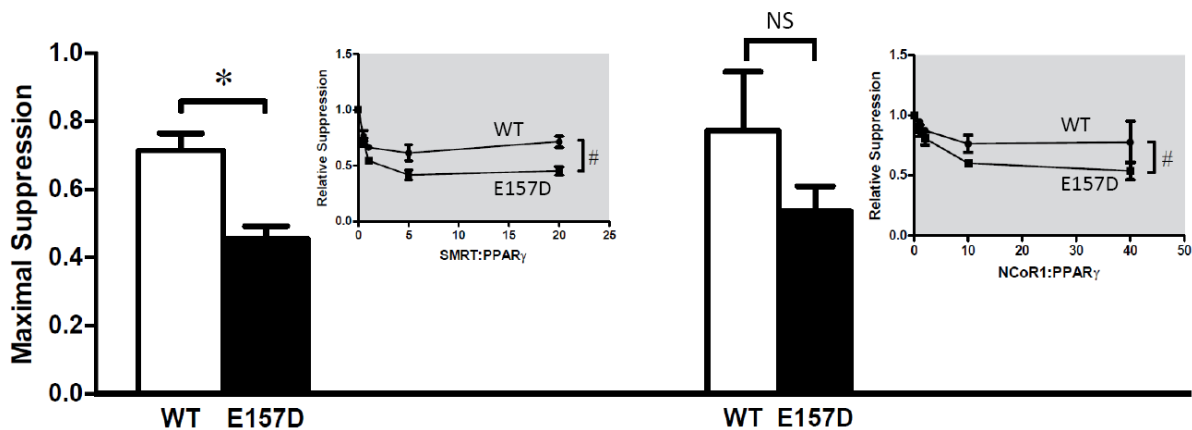 Maximal Suppression
1.0
0.8
0.6
0.4
0.2
0.0
*
WT E157D
Relative Suppression
1.5
1.0
0.5
0.0
WT
E157D
#
0 5 10 15 20 25
SMRT:PPARγ
NS
WT E157D
Relative Suppression
1.5
1.0
0.5
0.0
WT
E157D
#
0 10 20 30 40 50
NCoR1:PPARγ